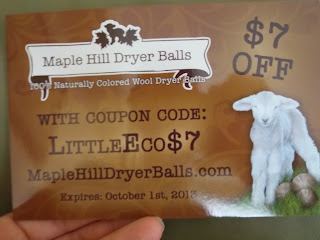 Maple Hill Dryer Balls
100% Naturally Colored Wool Dryer Balls
$7
OFF
WITH COUPON CODE:
LittleEco$7
MapleHillDryerBalls.com
Expires: October 1st, 2013